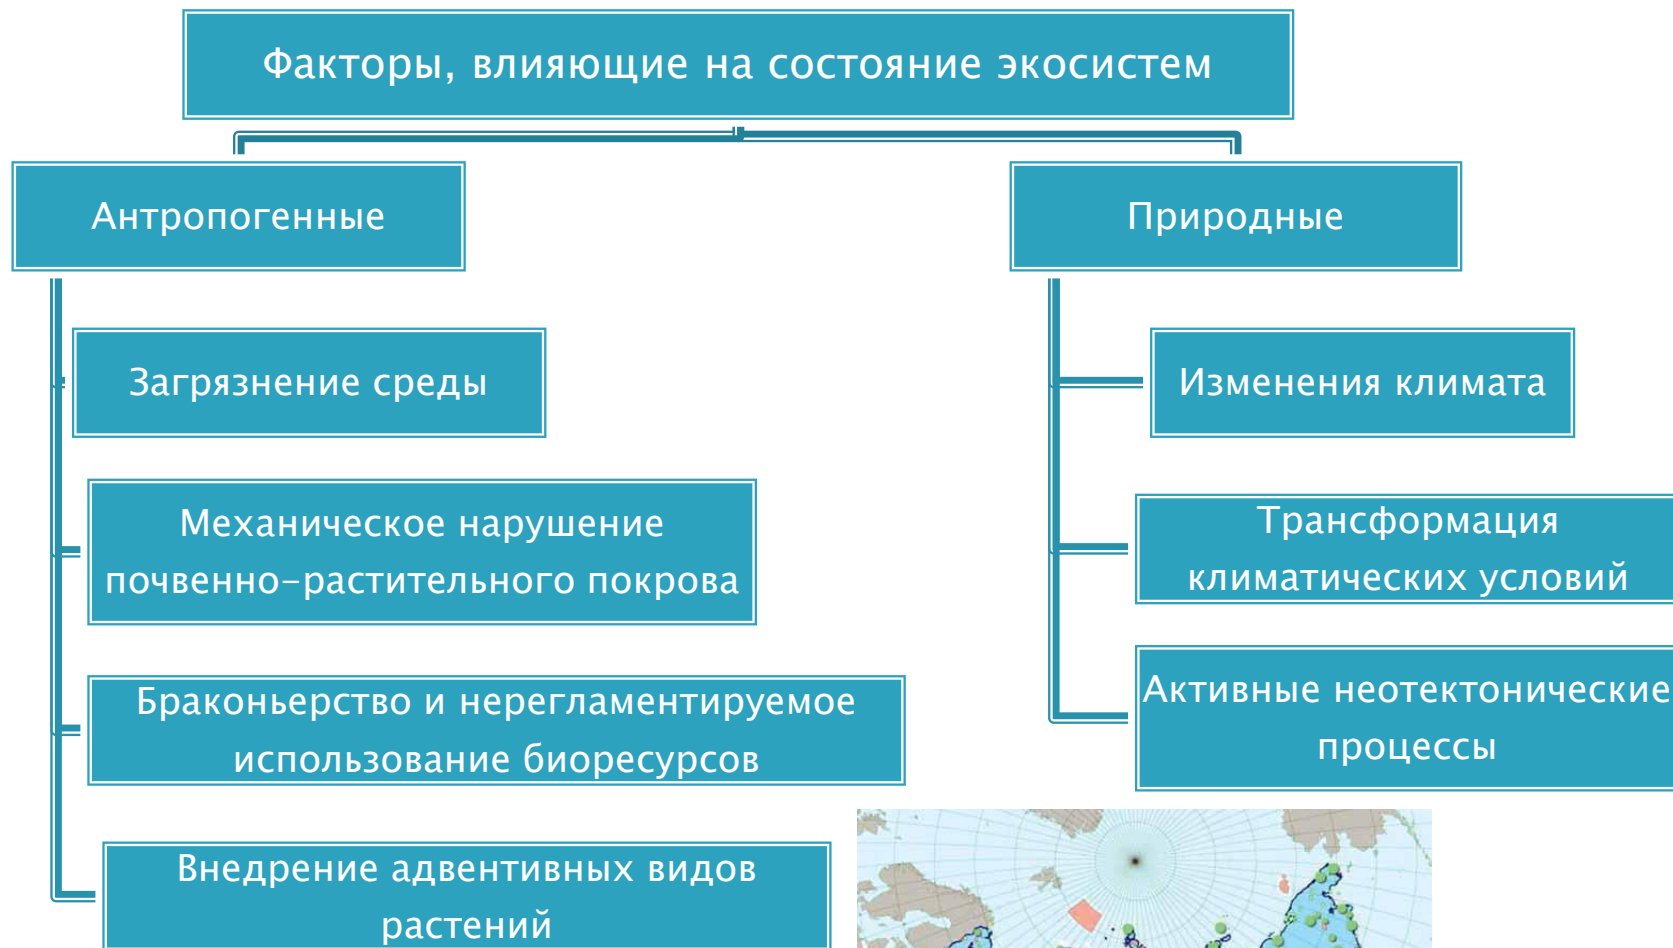 Факторы, влияющие на состояние экосистем
Антропогенные
Загрязнение среды
Механическое нарушение
почвенно-растительного покрова
Браконьерство и нерегламентируемое
использование биоресурсов
Внедрение адвентивных видов
растений
Природные
Изменения климата
Трансформация
климатических условий
Активные неотектонические
процессы